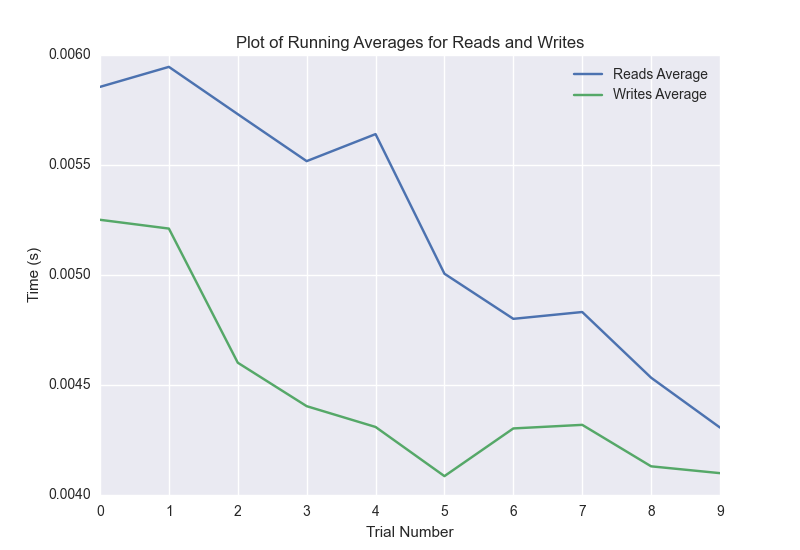 Plot of Running Averages for Reads and Writes
0.0060
Reads Average
Writes Average
0.0055
0.0050
Time (s)
0.0045
0.0040
0 1 2 3 4 5 6 7 8 9
Trial Number